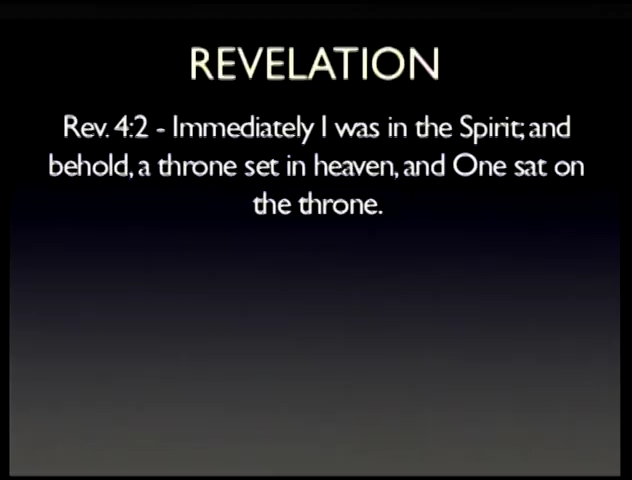 REVELATION
Rev. 4:2 - Immediately I was in the Spirit; and
behold, a throne set in heaven, and One sat on
the throne.